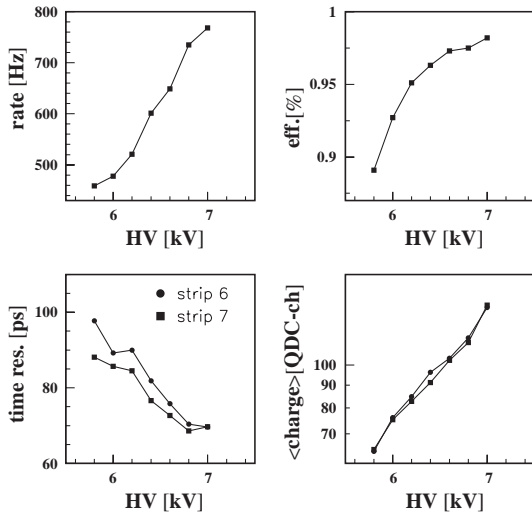 rate [Hz]
800
700
600
500
6
7
HV [kV]
eff.[%]
1
0.95
0.9
6
7
HV [kV]
time res. [ps]
100
80
60
strip 6
strip 7
6
7
HV [kV]
<charge>[QDC-ch]
100
90
80
70
6
7
HV [kV]